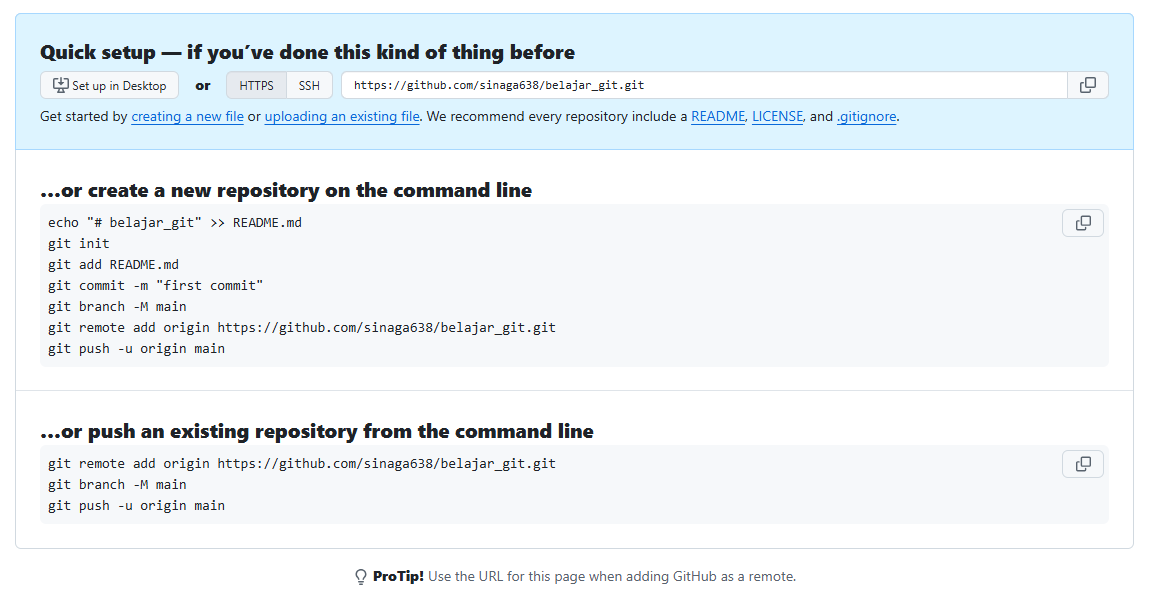 Quick setup — if you've done this kind of thing before
Set up in Desktop or HTTPS SSH https://github.com/sinaga638/belajar_git.git
Get started by creating a new file or uploading an existing file. We recommend every repository include a README, LICENSE, and .gitignore.
…or create a new repository on the command line
echo "# belajar_git" >> README.md
git init
git add README.md
git commit -m "first commit"
git branch -M main
git remote add origin https://github.com/sinaga638/belajar_git.git
git push -u origin main
…or push an existing repository from the command line
git remote add origin https://github.com/sinaga638/belajar_git.git
git branch -M main
git push -u origin main
ProTip! Use the URL for this page when adding GitHub as a remote.